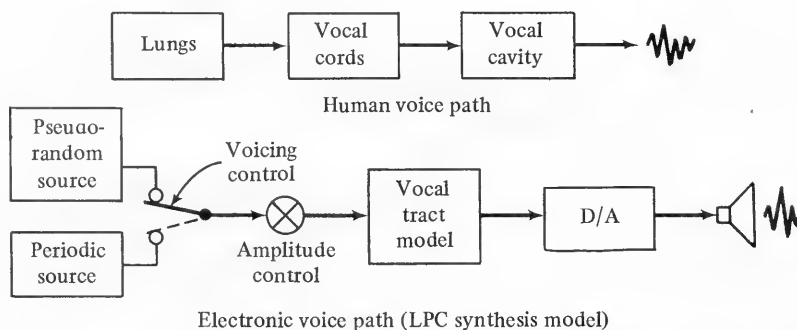 Lungs
Vocal
cords
Vocal
cavity
Human voice path
Pseudo-
random
source
Voicing
control
Periodic
source
Amplitude
control
Vocal
tract
model
D/A
Electronic voice path (LPC synthesis model)